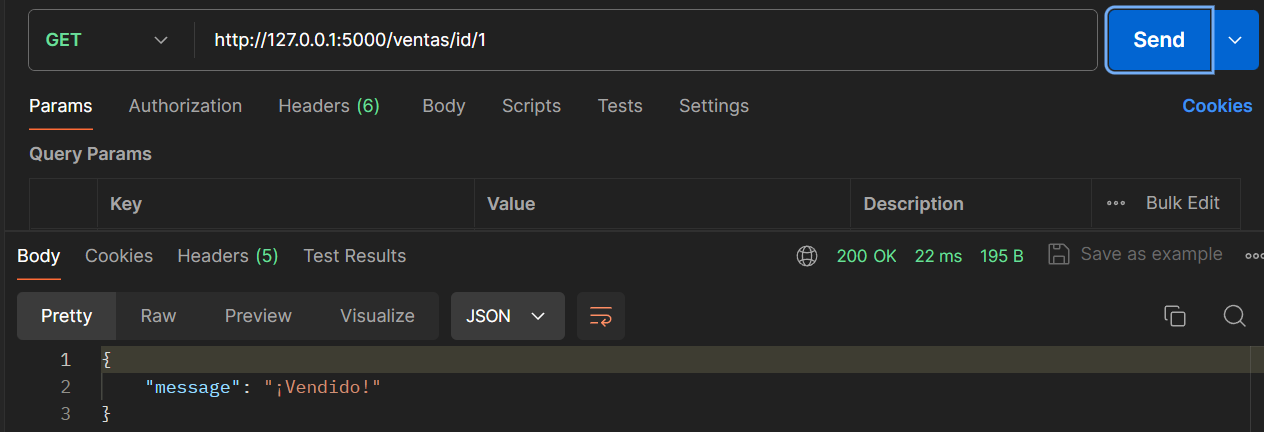 GET http://127.0.0.1:5000/ventas/id/1 Send
Params Authorization Headers (6) Body Scripts Tests Settings Cookies
Query Params
Key Value Description Bulk Edit
Body Cookies Headers (5) Test Results 200 OK 22 ms 195 B Save as example
Pretty Raw Preview Visualize JSON
1 {
2 "message": "¡Vendido!"
3 }